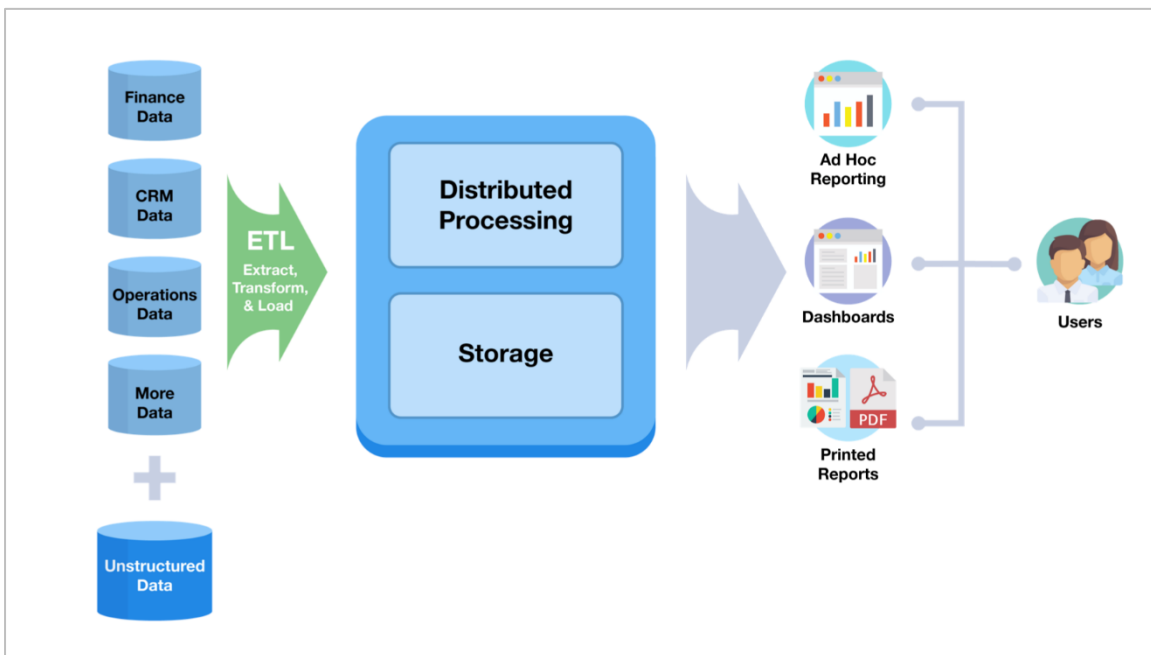 Finance
Data
CRM
Data
Operations
Data
More
Data
Unstructured
Data
ETL
Extract,
Transform,
& Load
Distributed
Processing
Storage
Ad Hoc
Reporting
Dashboards
PDF
Printed
Reports
Users